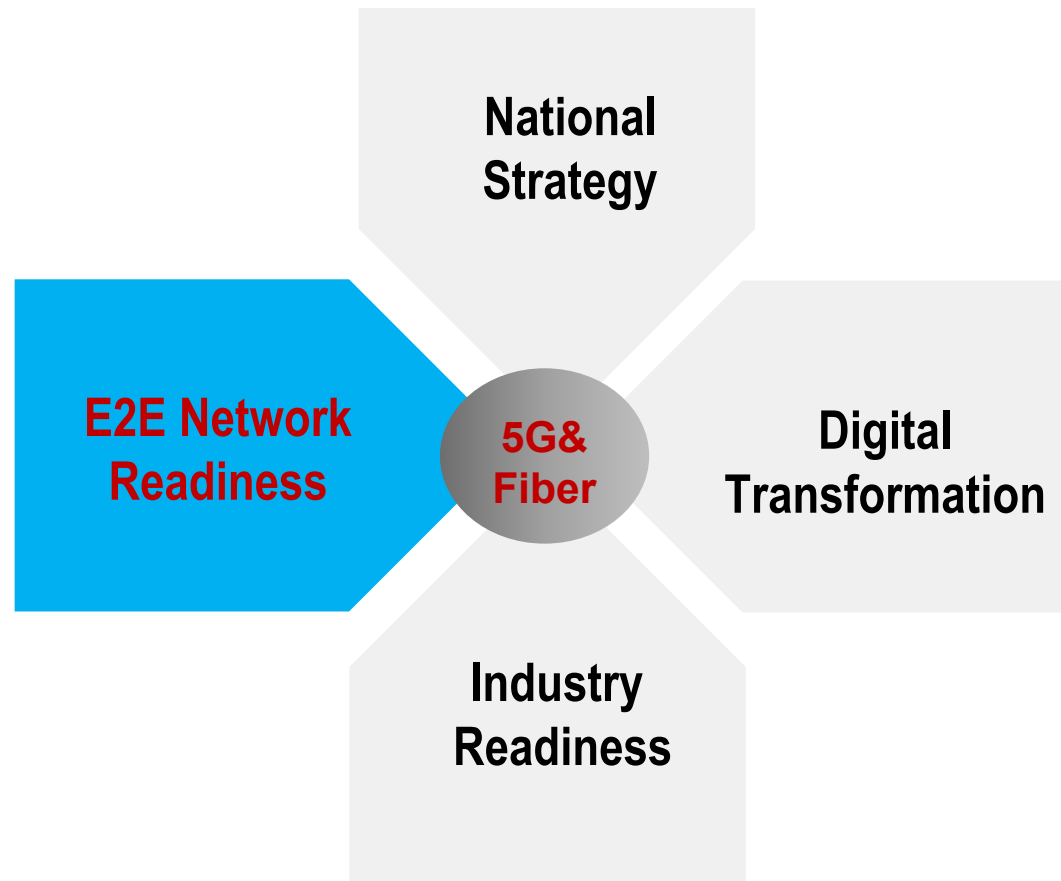 National
Strategy
E2E Network
Readiness
5G&
Fiber
Digital
Transformation
Industry
Readiness